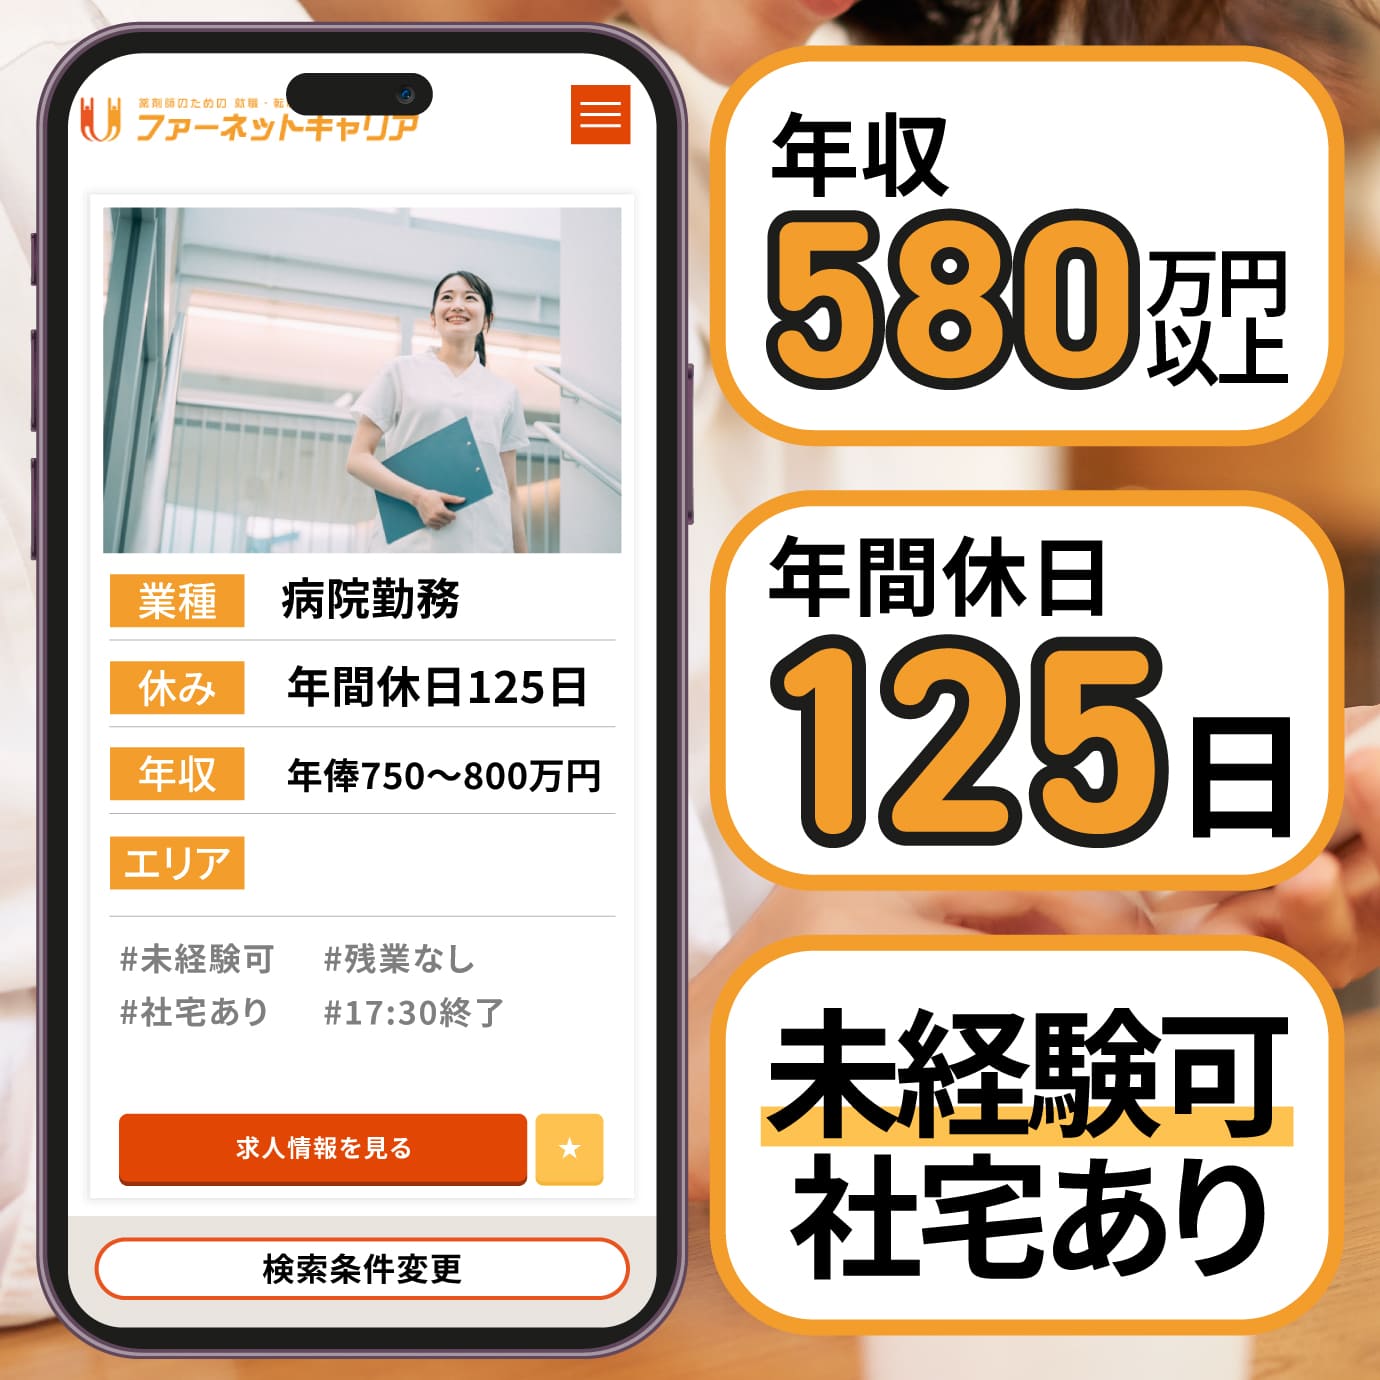 薬剤師のための 就職・転
ファーネットキャリア
業種 病院勤務
休み 年間休日125日
年収 年俸750〜800万円
エリア
#未経験可 #残業なし
#社宅あり #17:30終了
求人情報を見る ★
検索条件変更
年収
580万円以上
年間休日
125日
未経験可
社宅あり